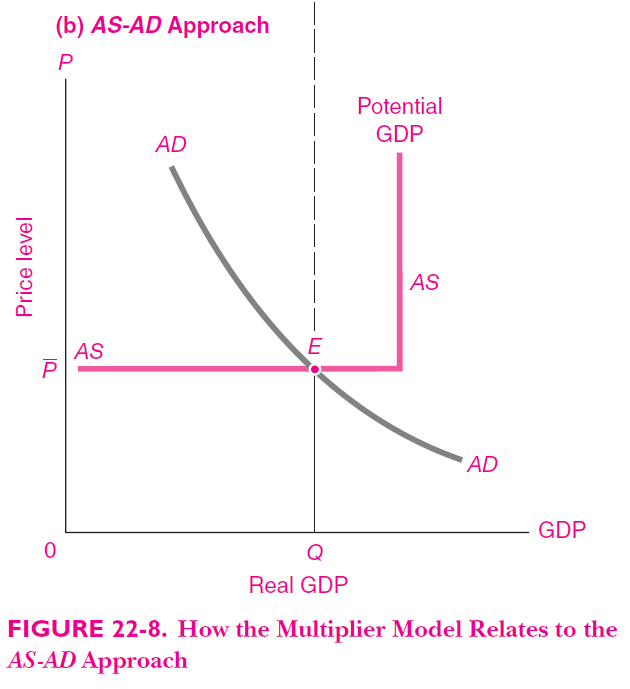 (b) AS-AD Approach
P
Potential
GDP
AD
Price level
AS
E
P̅
AS
AD
GDP
0
Q
Real GDP
FIGURE 22-8. How the Multiplier Model Relates to the
AS-AD Approach